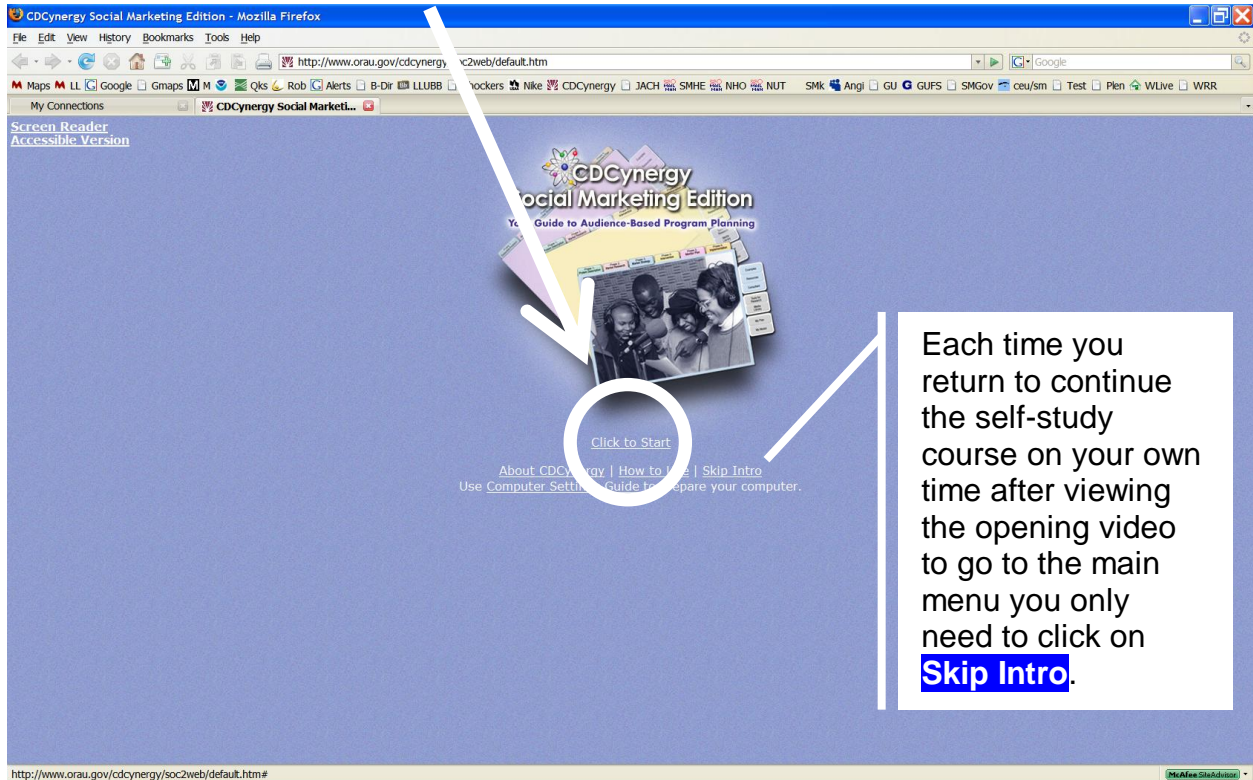 CDCynergy Social Marketing Edition - Mozilla Firefox
File Edit View History Bookmarks Tools Help
http://www.orau.gov/cdcynergy/soc2web/default.htm
Google
Maps LL Google Gmaps M Qks Rob Alerts B-Dir LLUBB Nike CDCynergy JACH SMHE NHO NUT SMk Angi GU GUFS SMGov ceu/sm Test Plen WLive WRR
My Connections CDCynergy Social Marketi...
Screen Reader
Accessible Version
CDCynergy
Social Marketing Edition
Guide to Audience-Based Program Planning
Click to Start
About CDCynergy | How to Use | Skip Intro
Use Computer Settings Guide to prepare your computer.
Each time you
return to continue
the self-study
course on your own
time after viewing
the opening video
to go to the main
menu you only
need to click on
Skip Intro.
http://www.orau.gov/cdcynergy/soc2web/default.htm#
McAfee SiteAdvisor